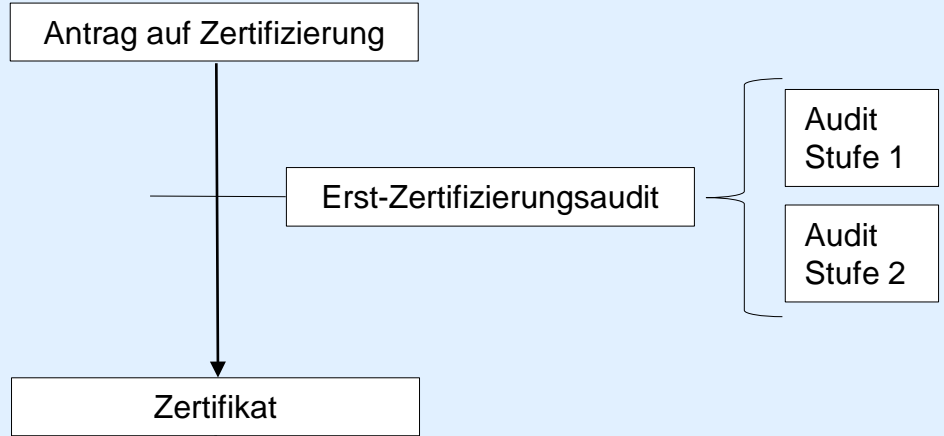 Antrag auf Zertifizierung
Erst-Zertifizierungsaudit
Audit
Stufe 1
Audit
Stufe 2
Zertifikat